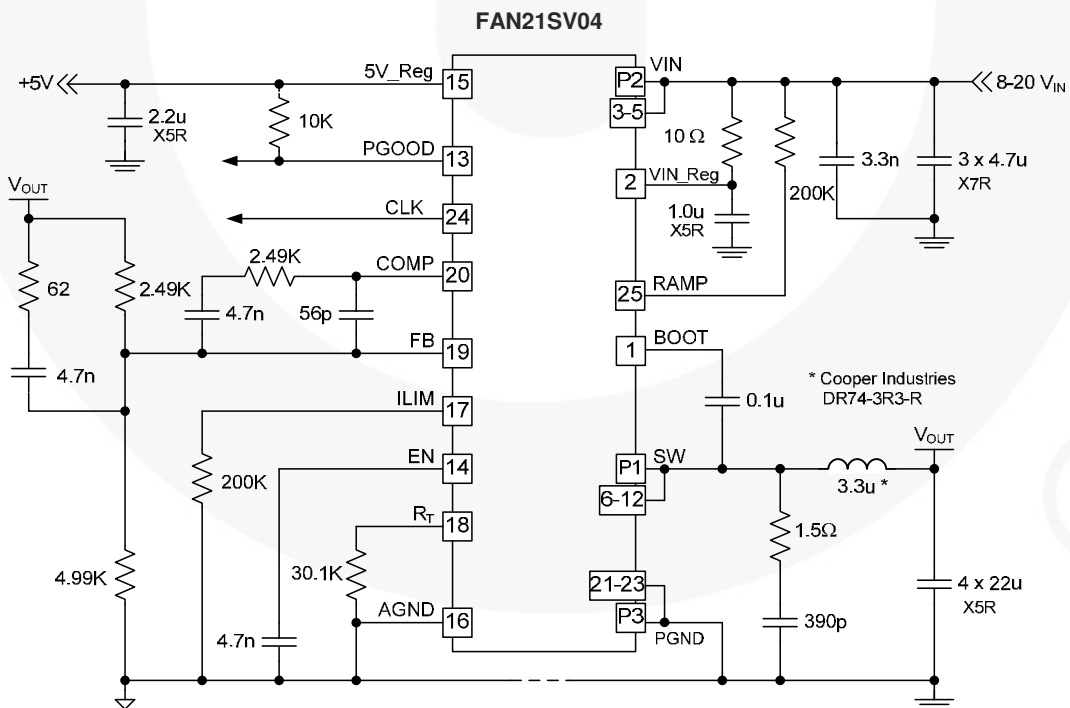 FAN21SV04
+5V
5V_Reg
15
2.2u
X5R
10K
PGOOD
13
CLK
24
VOUT
62
2.49K
2.49K
COMP
20
4.7n
56p
FB
19
4.7n
ILIM
17
200K
EN
14
RT
18
30.1K
4.99K
AGND
16
4.7n
P2
VIN
3-5
8-20 VIN
10 Ω
2
VIN_Reg
1.0u
X5R
200K
3.3n
3 x 4.7u
X7R
25
RAMP
1
BOOT
0.1u
* Cooper Industries
DR74-3R3-R
VOUT
P1
SW
6-12
3.3u *
1.5Ω
21-23
P3
PGND
390p
4 x 22u
X5R